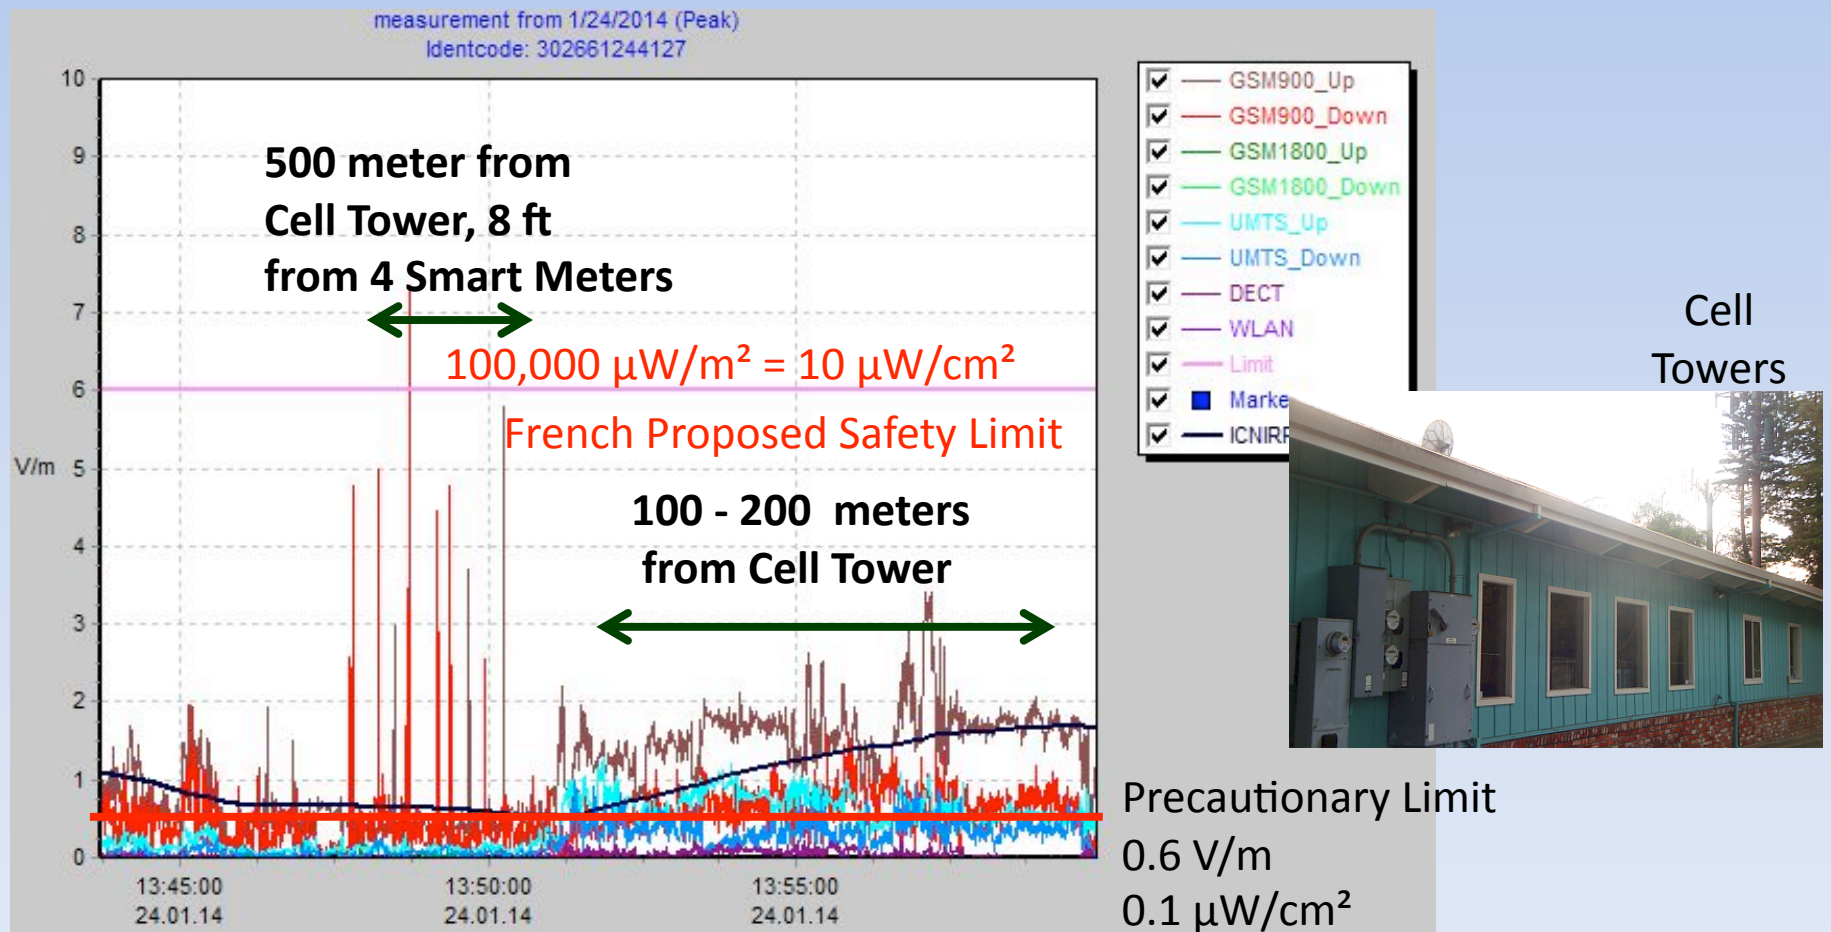 measurement from 1/24/2014 (Peak)
Identcode: 302661244127
10
9
8
7
6
5
4
3
2
1
0
V/m
500 meter from
Cell Tower, 8 ft
from 4 Smart Meters
100,000 µW/m² = 10 µW/cm²
French Proposed Safety Limit
100 - 200 meters
from Cell Tower
13:45:00
24.01.14
13:50:00
24.01.14
13:55:00
24.01.14
GSM900_Up
GSM900_Down
GSM1800_Up
GSM1800_Down
UMTS_Up
UMTS_Down
DECT
WLAN
Limit
Marke
ICNIRP
Cell
Towers
Precautionary Limit
0.6 V/m
0.1 µW/cm²